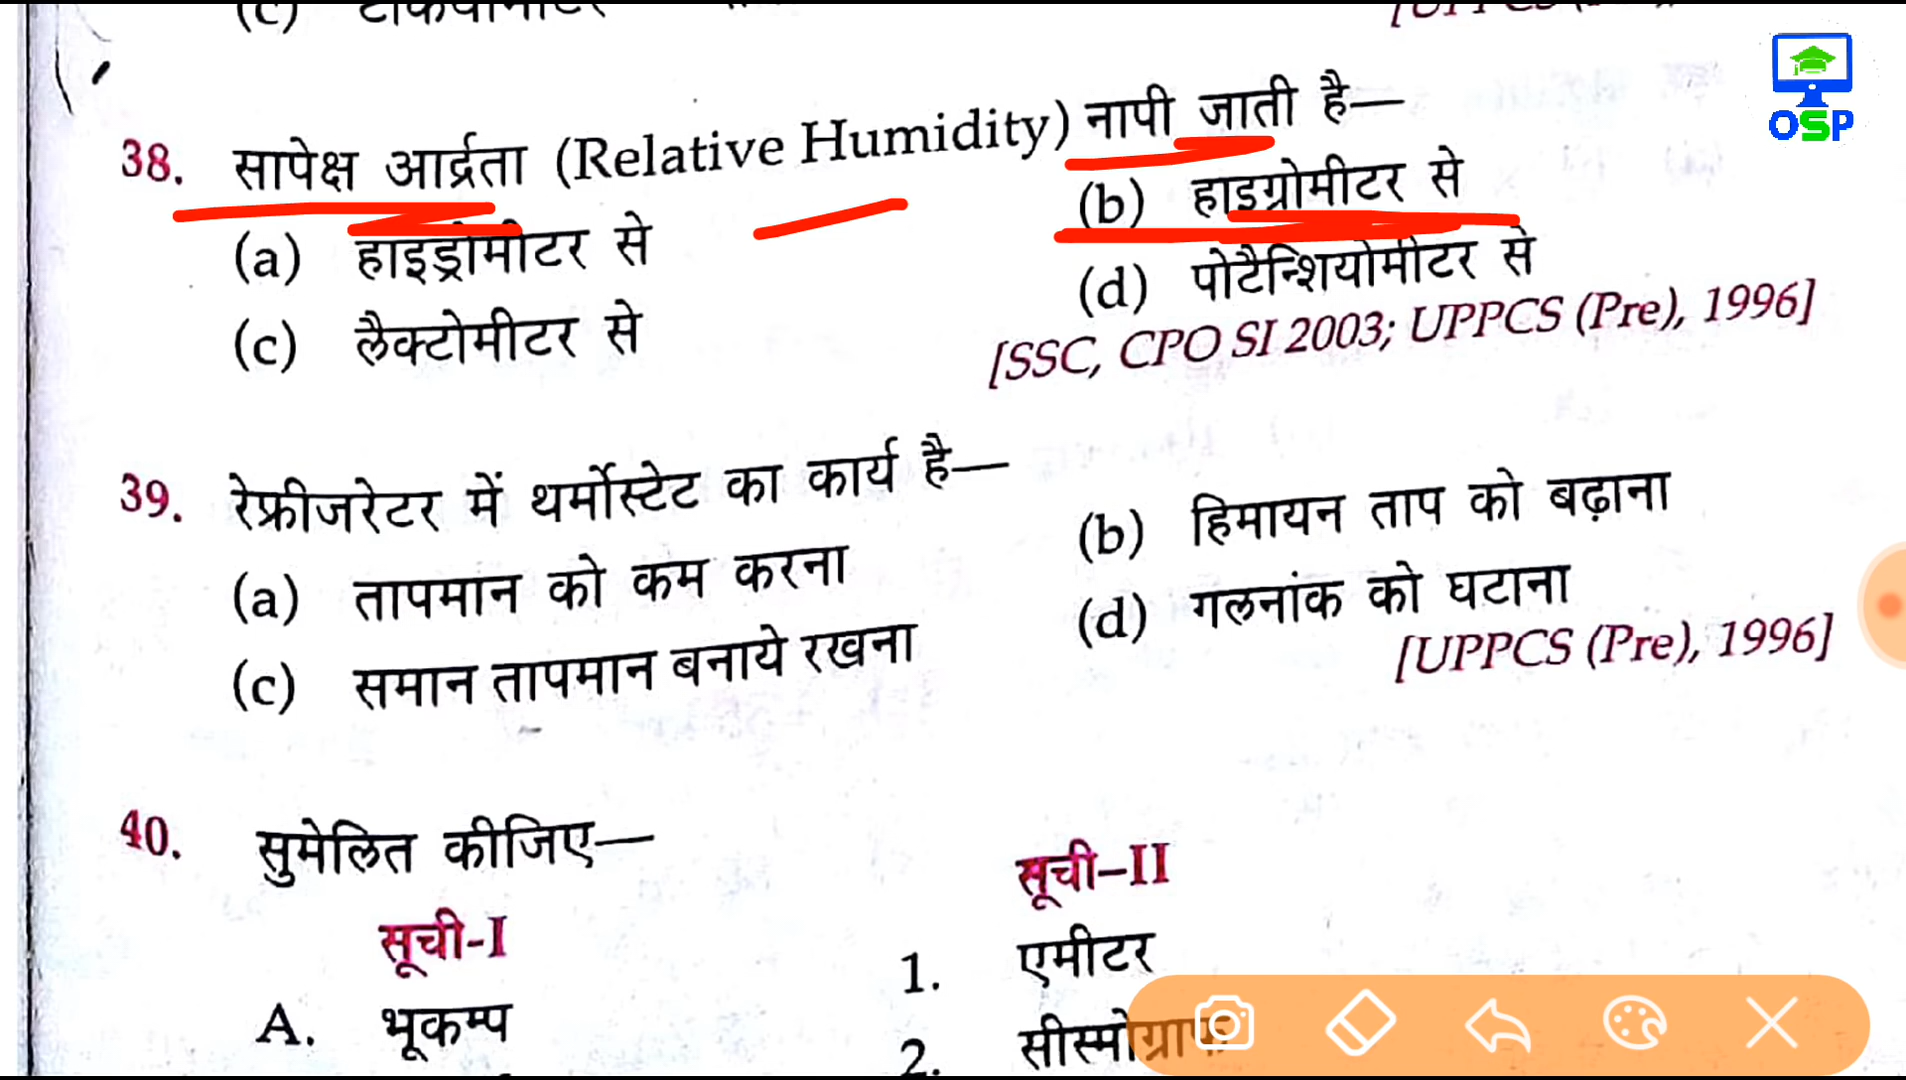 (c)
OSP
38. सापेक्ष आर्द्रता (Relative Humidity) नापी जाती है—
(a) हाइड्रोमीटर से (b) हाइग्रोमीटर से
(c) लैक्टोमीटर से (d) पोटैन्शियोमीटर से
[SSC, CPO SI 2003; UPPCS (Pre), 1996]
39. रेफ्रीजरेटर में थर्मोस्टेट का कार्य है—
(a) तापमान को कम करना (b) हिमायन ताप को बढ़ाना
(c) समान तापमान बनाये रखना (d) गलनांक को घटाना
[UPPCS (Pre), 1996]
40. सुमेलित कीजिए—
सूची-I सूची-II
1. एमीटर
A. भूकम्प 2. सीस्मोग्राफ